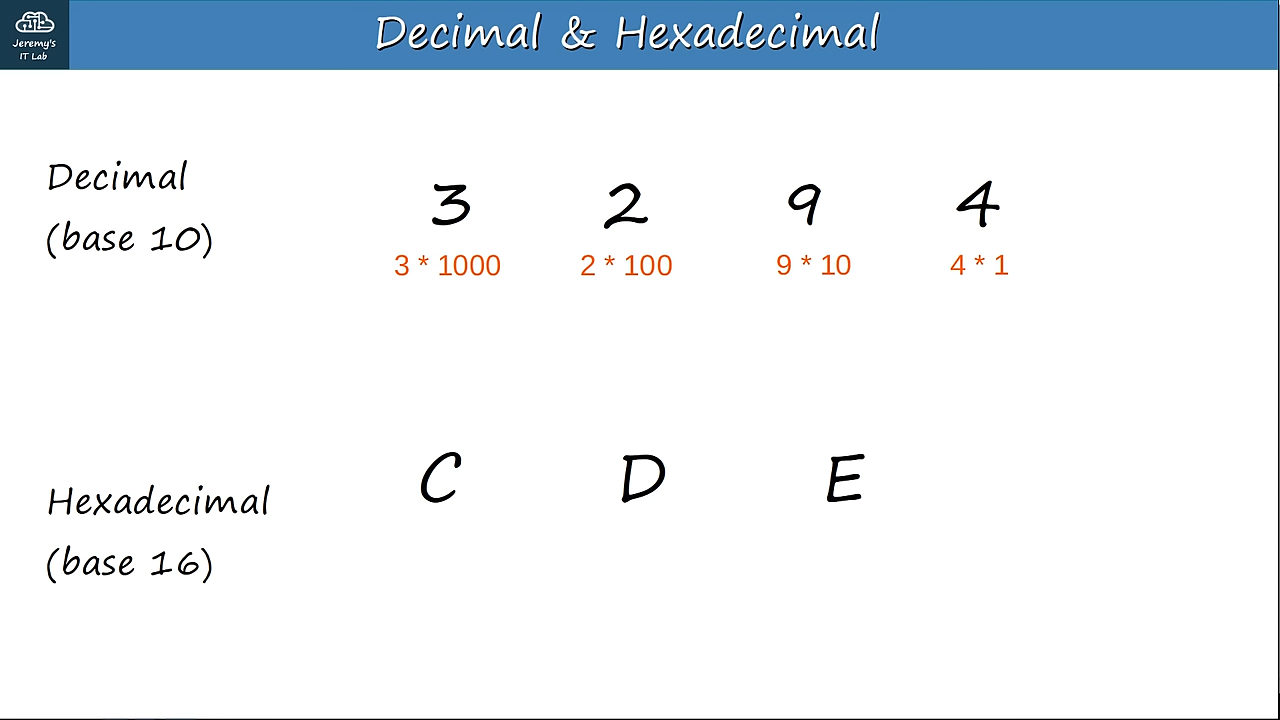 Jeremy's
IT Lab
Decimal & Hexadecimal
Decimal
(base 10)
3 2 9 4
3 * 1000 2 * 100 9 * 10 4 * 1
Hexadecimal
(base 16)
C D E